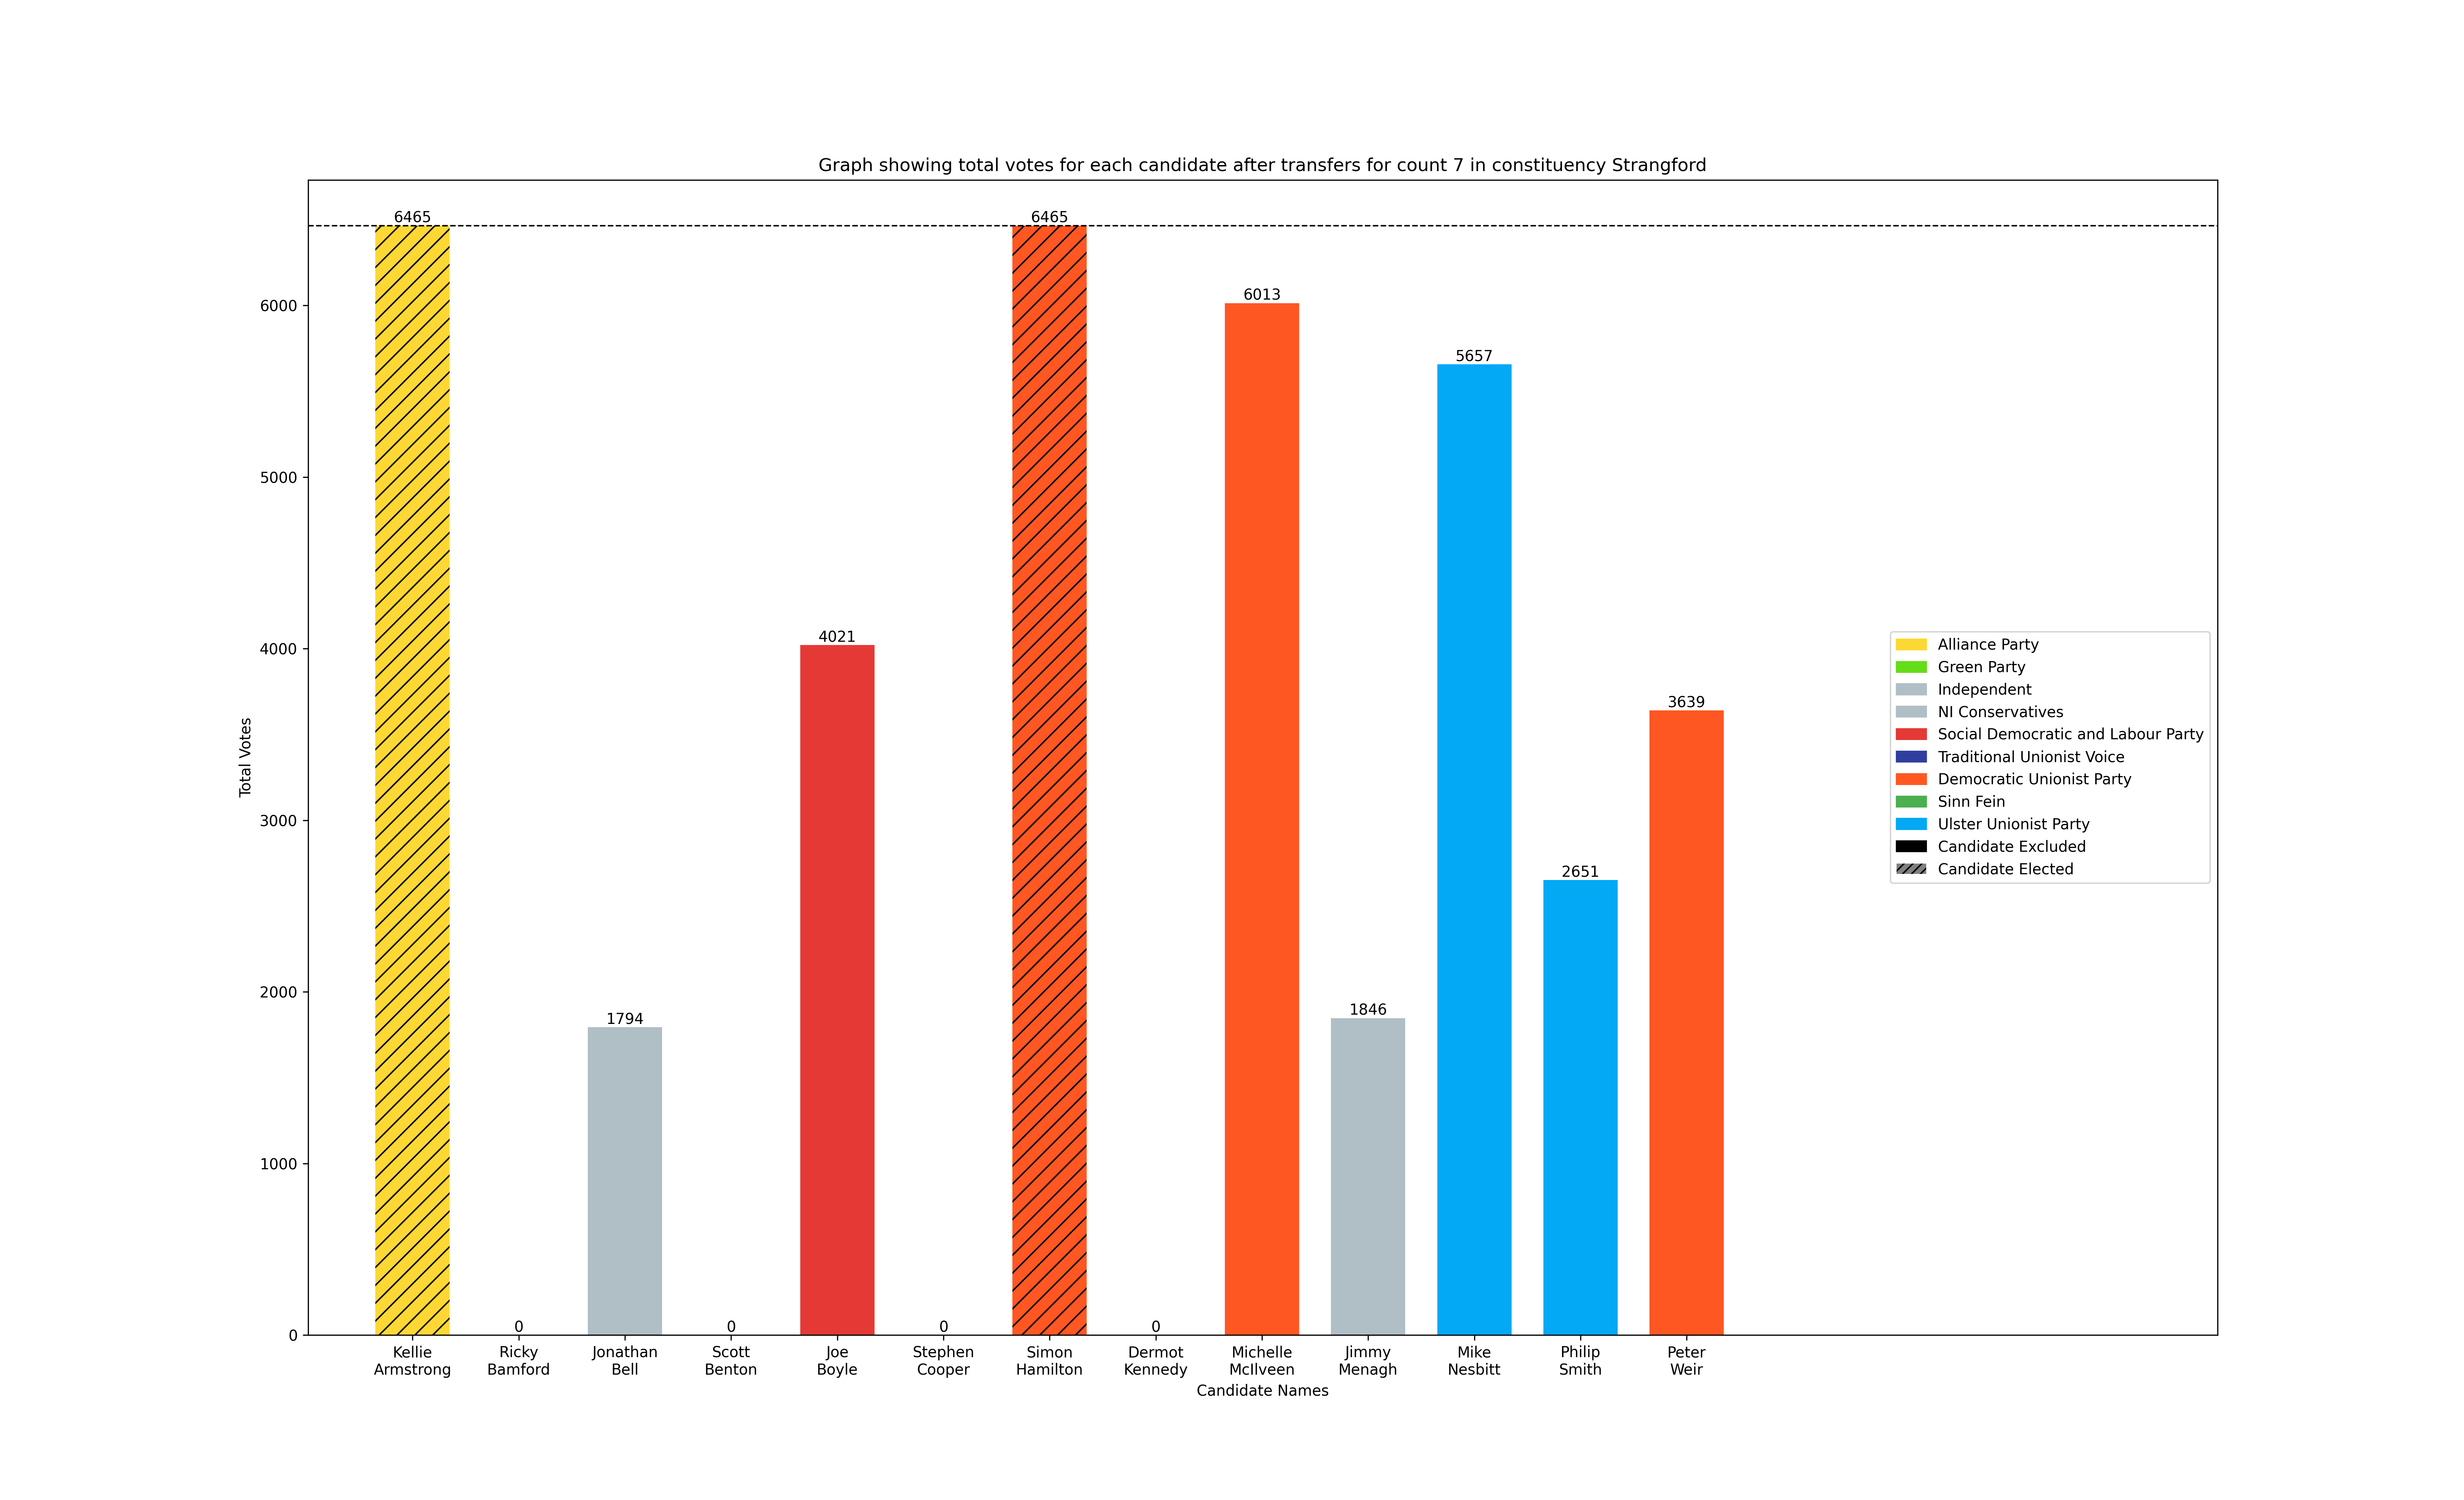 Graph showing total votes for each candidate after transfers for count 7 in constituency Strangford
Total Votes
6000
5000
4000
3000
2000
1000
0
6465
0
1794
0
4021
0
6465
0
6013
1846
5657
2651
3639
Kellie
Armstrong
Ricky
Bamford
Jonathan
Bell
Scott
Benton
Joe
Boyle
Stephen
Cooper
Simon
Hamilton
Dermot
Kennedy
Michelle
McIlveen
Jimmy
Menagh
Mike
Nesbitt
Philip
Smith
Peter
Weir
Candidate Names
Alliance Party
Green Party
Independent
NI Conservatives
Social Democratic and Labour Party
Traditional Unionist Voice
Democratic Unionist Party
Sinn Fein
Ulster Unionist Party
Candidate Excluded
Candidate Elected